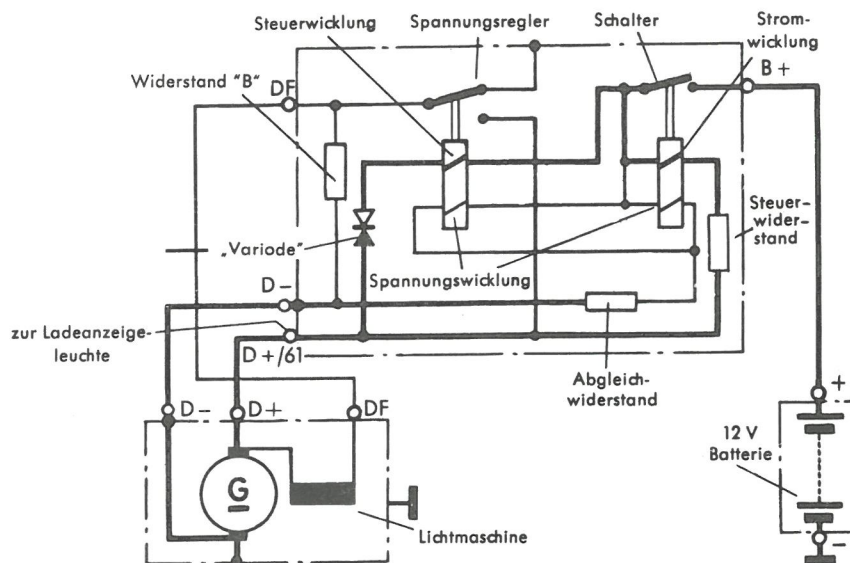 Steuerwicklung
Spannungsregler
Schalter
Strom-
wicklung
Widerstand "B"
DF
B +
„Variode"
Steuer-
wider-
stand
Spannungswicklung
D -
zur Ladeanzeige-
leuchte
D +/61
Abgleich-
widerstand
D -
D +
DF
+
12 V
Batterie
G
Lichtmaschine
-